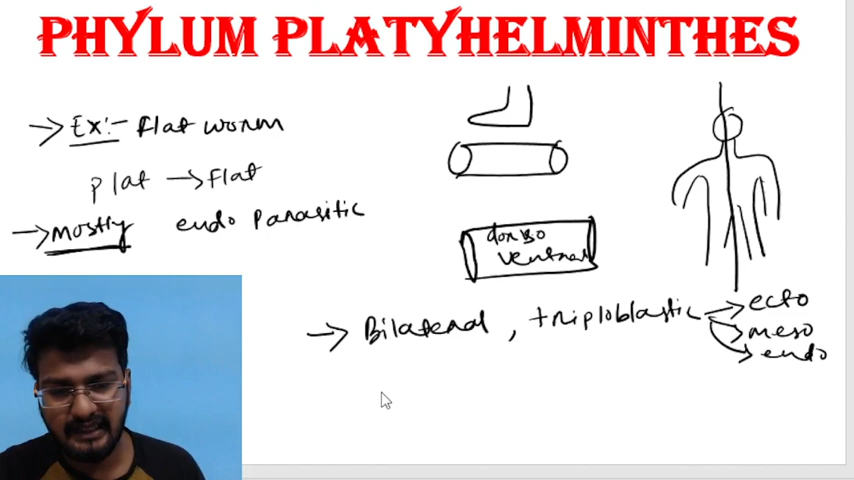 PHYLUM PLATYHELMINTHES
→ Ex:- Flat worm
plat → Flat
→ mostly endo Parasitic
dorso
ventral
→ Bilateral, triploblastic → ecto
→ meso
→ endo